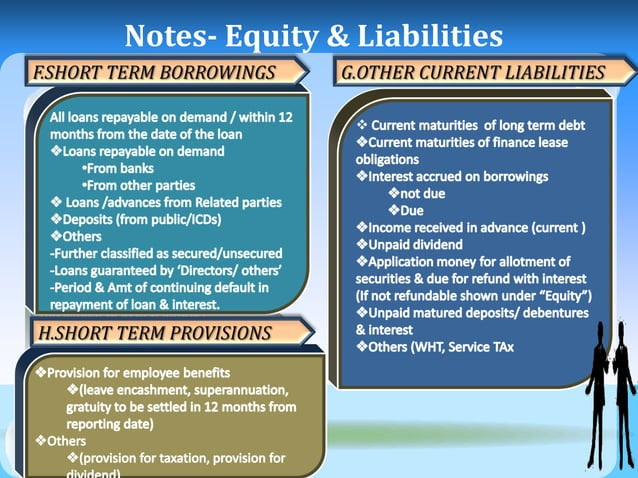 Notes- Equity & Liabilities
F.SHORT TERM BORROWINGS
All loans repayable on demand / within 12
months from the date of the loan
❖Loans repayable on demand
•From banks
•From other parties
❖ Loans /advances from Related parties
❖Deposits (from public/ICDs)
❖Others
-Further classified as secured/unsecured
-Loans guaranteed by ‘Directors/ others’
-Period & Amt of continuing default in
repayment of loan & interest.
G.OTHER CURRENT LIABILITIES
❖ Current maturities of long term debt
❖Current maturities of finance lease
obligations
❖Interest accrued on borrowings
❖not due
❖Due
❖Income received in advance (current )
❖Unpaid dividend
❖Application money for allotment of
securities & due for refund with interest
(If not refundable shown under “Equity”)
❖Unpaid matured deposits/ debentures
& interest
❖Others (WHT, Service TAx
H.SHORT TERM PROVISIONS
❖Provision for employee benefits
❖(leave encashment, superannuation,
gratuity to be settled in 12 months from
reporting date)
❖Others
❖(provision for taxation, provision for
dividend)